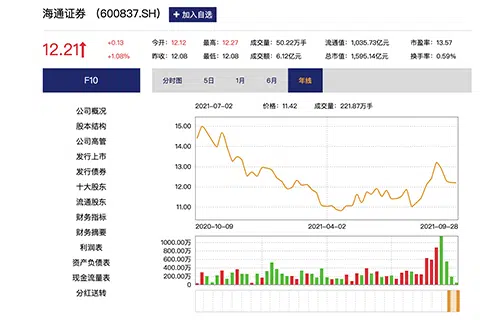 海通证券 (600837.SH) + 加入自选
12.21 +0.13 +1.08%
今开: 12.12 最高: 12.27 成交量: 50.22万手 流通值: 1,035.73亿元 市盈率: 13.57
昨收: 12.08 最低: 12.08 成交额: 6.12亿元 总市值: 1,595.14亿元 换手率: 0.59%
F10 分时图 5日 1月 6月 年线
公司概况
股本结构
公司高管
发行上市
发行债券
十大股东
流通股东
财务指标
财务摘要
利润表
资产负债表
现金流量表
分红送转
2021-07-02 价格: 11.42 成交量: 221.87万手
15.00
14.00
13.00
12.00
11.00
2020-10-09 2021-04-02 2021-09-28
1000.00万
800.00万
600.00万
400.00万
200.00万
0.00